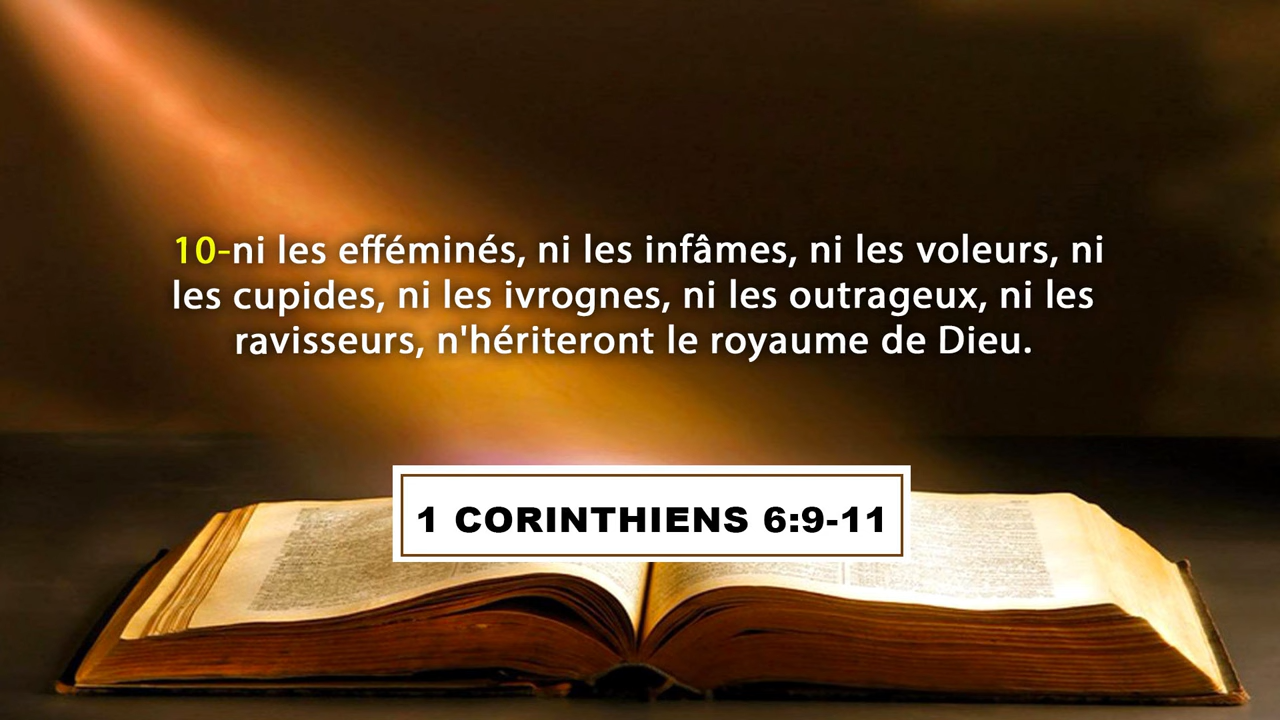 10-ni les efféminés, ni les infâmes, ni les voleurs, ni
les cupides, ni les ivrognes, ni les outrageux, ni les
ravisseurs, n'hériteront le royaume de Dieu.
1 CORINTHIENS 6:9-11